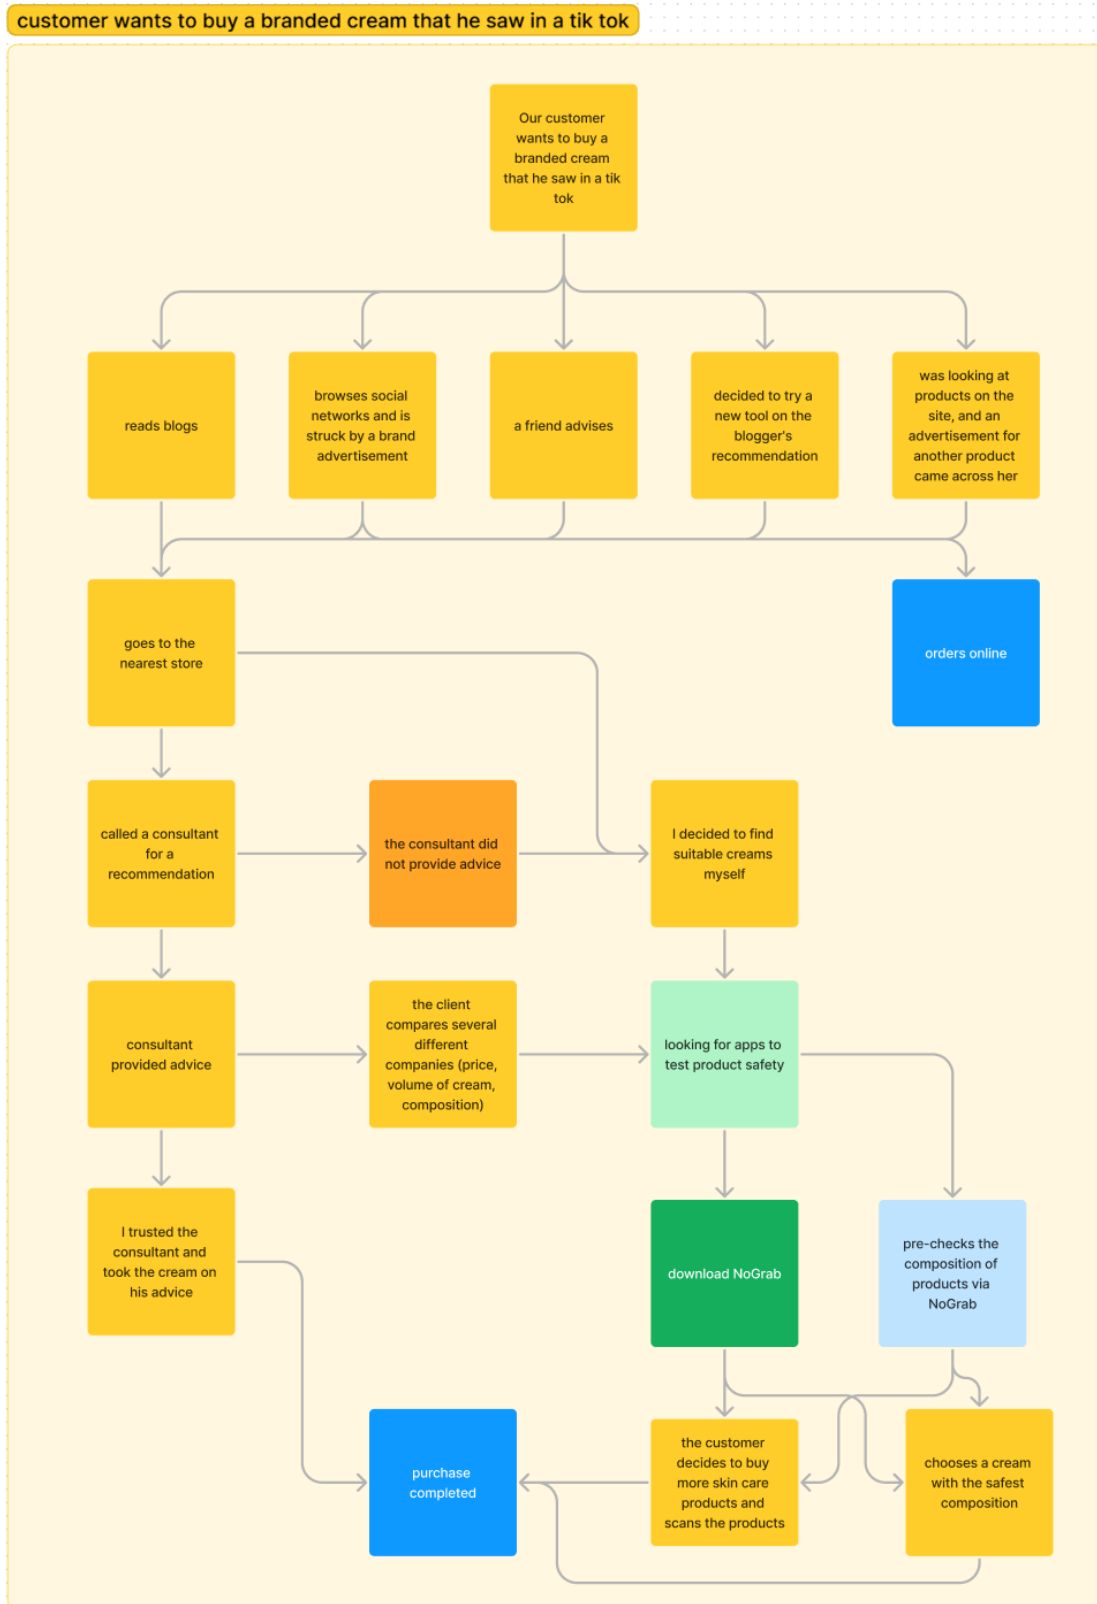 customer wants to buy a branded cream that he saw in a tik tok
Our customer
wants to buy a
branded cream
that he saw in a tik
tok
reads blogs
browses social
networks and is
struck by a brand
advertisement
a friend advises
decided to try a
new tool on the
blogger's
recommendation
was looking at
products on the
site, and an
advertisement for
another product
came across her
goes to the
nearest store
orders online
called a consultant
for a
recommendation
the consultant did
not provide advice
I decided to find
suitable creams
myself
consultant
provided advice
the client
compares several
different
companies (price,
volume of cream,
composition)
looking for apps to
test product safety
I trusted the
consultant and
took the cream on
his advice
download NoGrab
pre-checks the
composition of
products via
NoGrab
purchase
completed
the customer
decides to buy
more skin care
products and
scans the products
chooses a cream
with the safest
composition